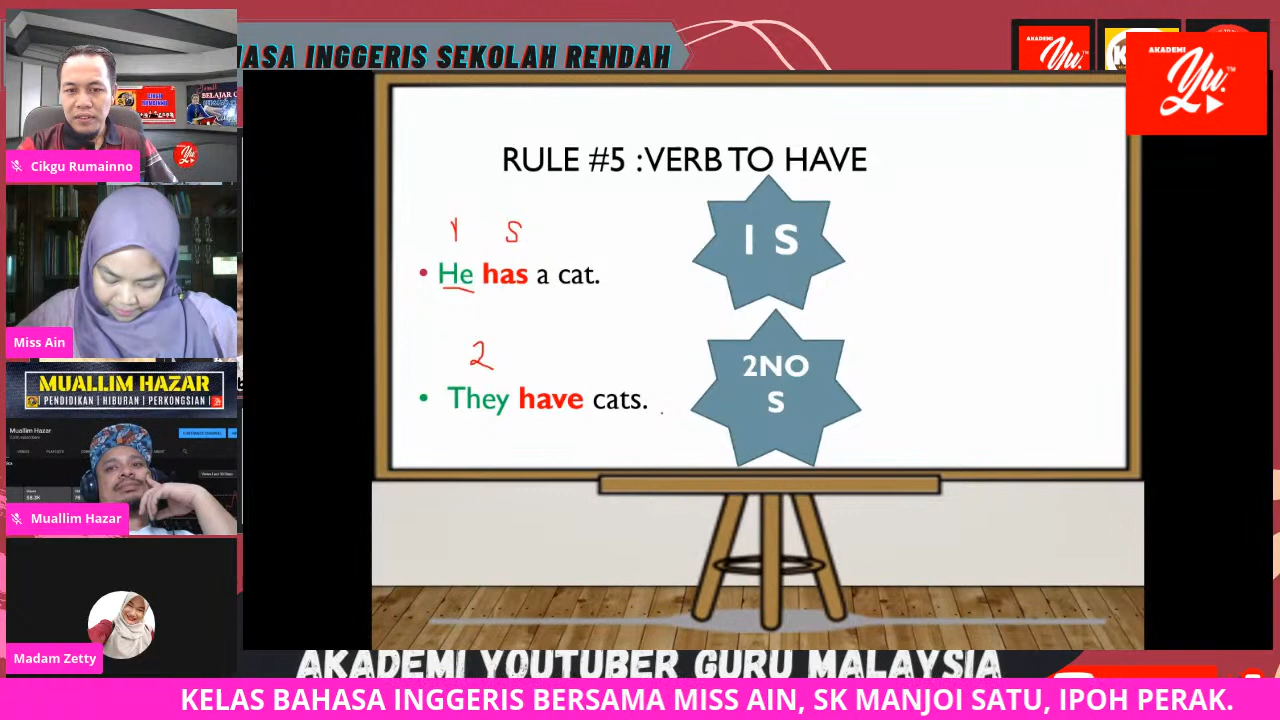 HASA INGGERIS SEKOLAH RENDAH
AKADEMI
Yu.
Cikgu Rumainno
Miss Ain
MUALLIM HAZAR
PENDIDIKAN | HIBURAN | PERKONGSIAN
Muallim Hazar
Muallim Hazar
Madam Zetty
RULE #5 :VERB TO HAVE
1 S
• He has a cat.
1 S
2
• They have cats.
2NO
S
AKADEMI YOUTUBER GURU MALAYSIA
KELAS BAHASA INGGERIS BERSAMA MISS AIN, SK MANJOI SATU, IPOH PERAK.